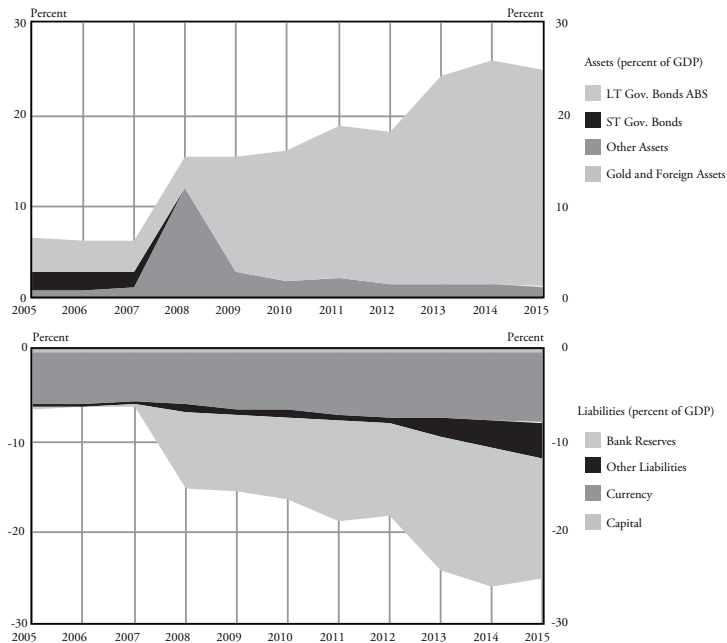 Percent Percent
30 30
20 20
10 10
0 0
2005 2006 2007 2008 2009 2010 2011 2012 2013 2014 2015
Assets (percent of GDP)
LT Gov. Bonds ABS
ST Gov. Bonds
Other Assets
Gold and Foreign Assets
Percent Percent
0 0
-10 -10
-20 -20
-30 -30
2005 2006 2007 2008 2009 2010 2011 2012 2013 2014 2015
Liabilities (percent of GDP)
Bank Reserves
Other Liabilities
Currency
Capital